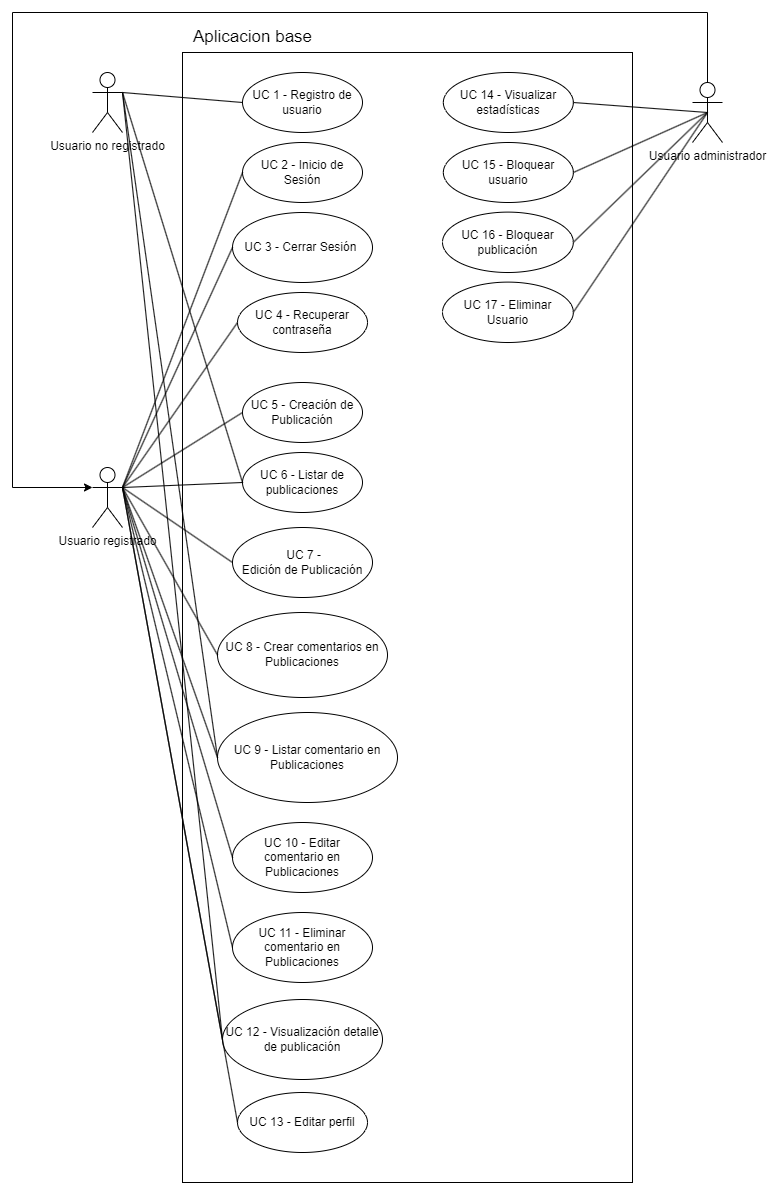 Aplicacion base
UC 1 - Registro de
usuario
Usuario no registrado
UC 2 - Inicio de
Sesión
UC 3 - Cerrar Sesión
UC 4 - Recuperar
contraseña
UC 5 - Creación de
Publicación
UC 6 - Listar de
publicaciones
Usuario registrado
UC 7 -
Edición de Publicación
UC 8 - Crear comentarios en
Publicaciones
UC 9 - Listar comentario en
Publicaciones
UC 10 - Editar
comentario en
Publicaciones
UC 11 - Eliminar
comentario en
Publicaciones
UC 12 - Visualización detalle
de publicación
UC 13 - Editar perfil
UC 14 - Visualizar
estadísticas
Usuario administrador
UC 15 - Bloquear
usuario
UC 16 - Bloquear
publicación
UC 17 - Eliminar
Usuario